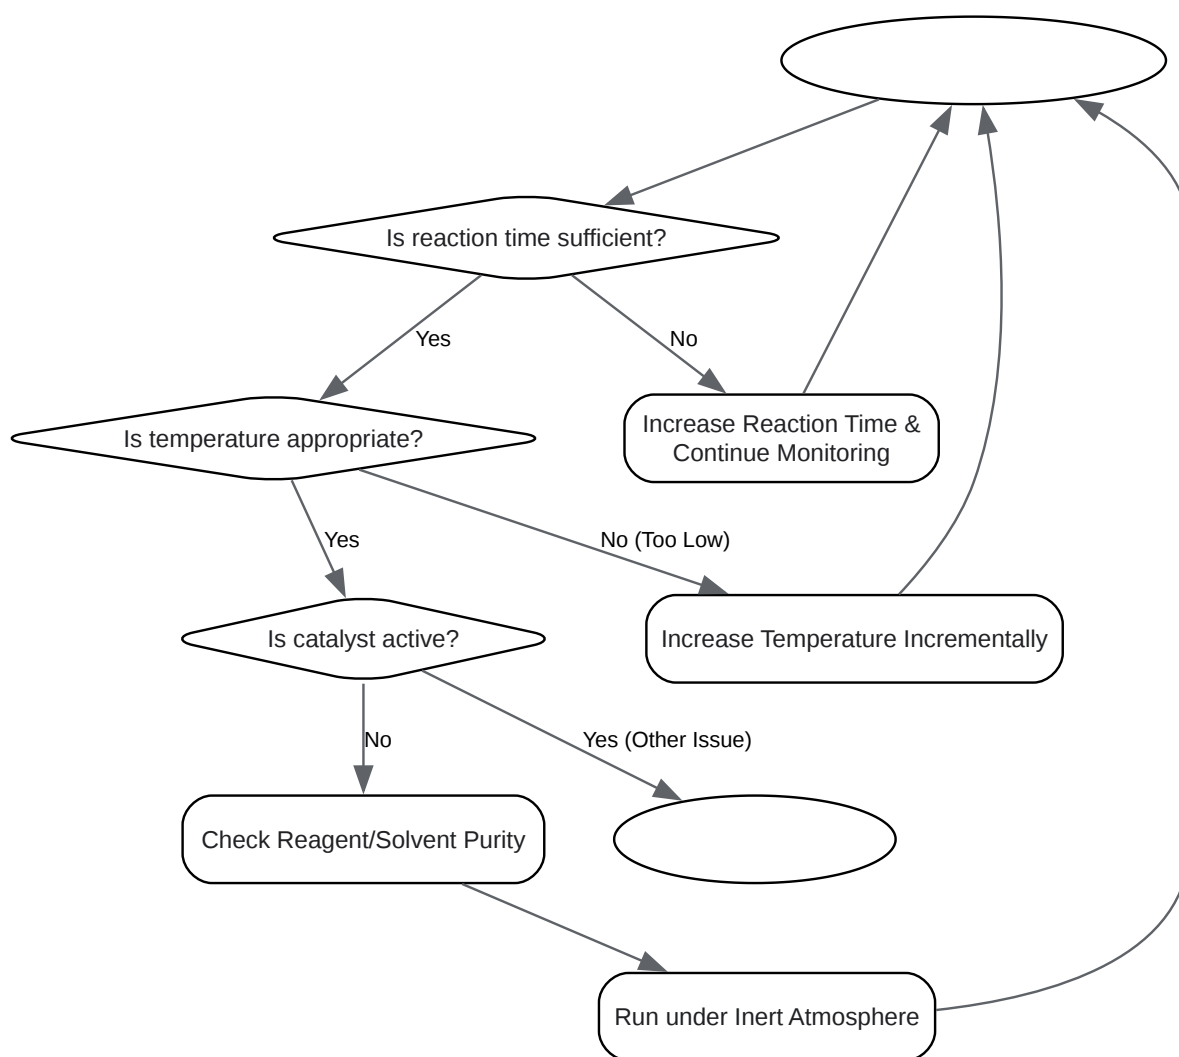 Is reaction time sufficient?
Yes
No
Increase Reaction Time &
Continue Monitoring
Is temperature appropriate?
Yes
No (Too Low)
Increase Temperature Incrementally
Is catalyst active?
No
Yes (Other Issue)
Check Reagent/Solvent Purity
Run under Inert Atmosphere